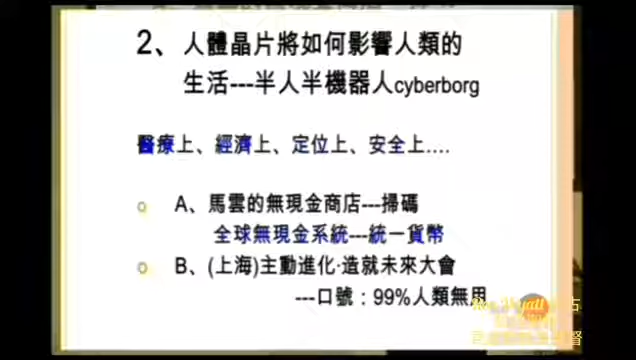 2、人體晶片將如何影響人類的
生活---半人半機器人cyberborg
醫療上、經濟上、定位上、安全上....
A、馬雲的無現金商店---掃碼
全球無現金系統---統一貨幣
B、(上海)主動進化·造就未來大會
---口號：99%人類無用